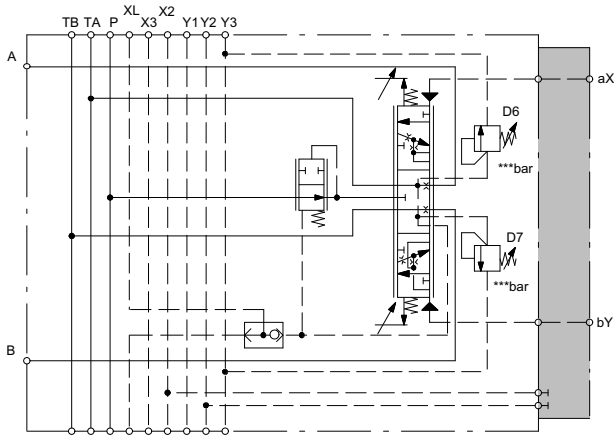 TB TA P XL X3 X2 Y1 Y2 Y3
A
aX
D6
***bar
D7
***bar
bY
B